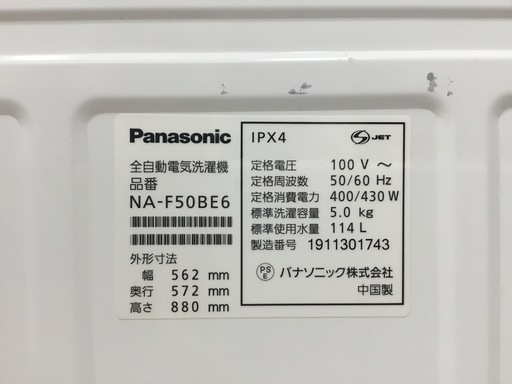 Panasonic
全自動電気洗濯機
品番
NA-F50BE6
外形寸法
幅 562 mm
奥行 572 mm
高さ 880 mm
IPX4
S JET
定格電圧 100 V ～
定格周波数 50/60 Hz
定格消費電力 400/430 W
標準洗濯容量 5.0 kg
標準使用水量 114 L
製造番号 1911301743
PS E パナソニック株式会社
中国製